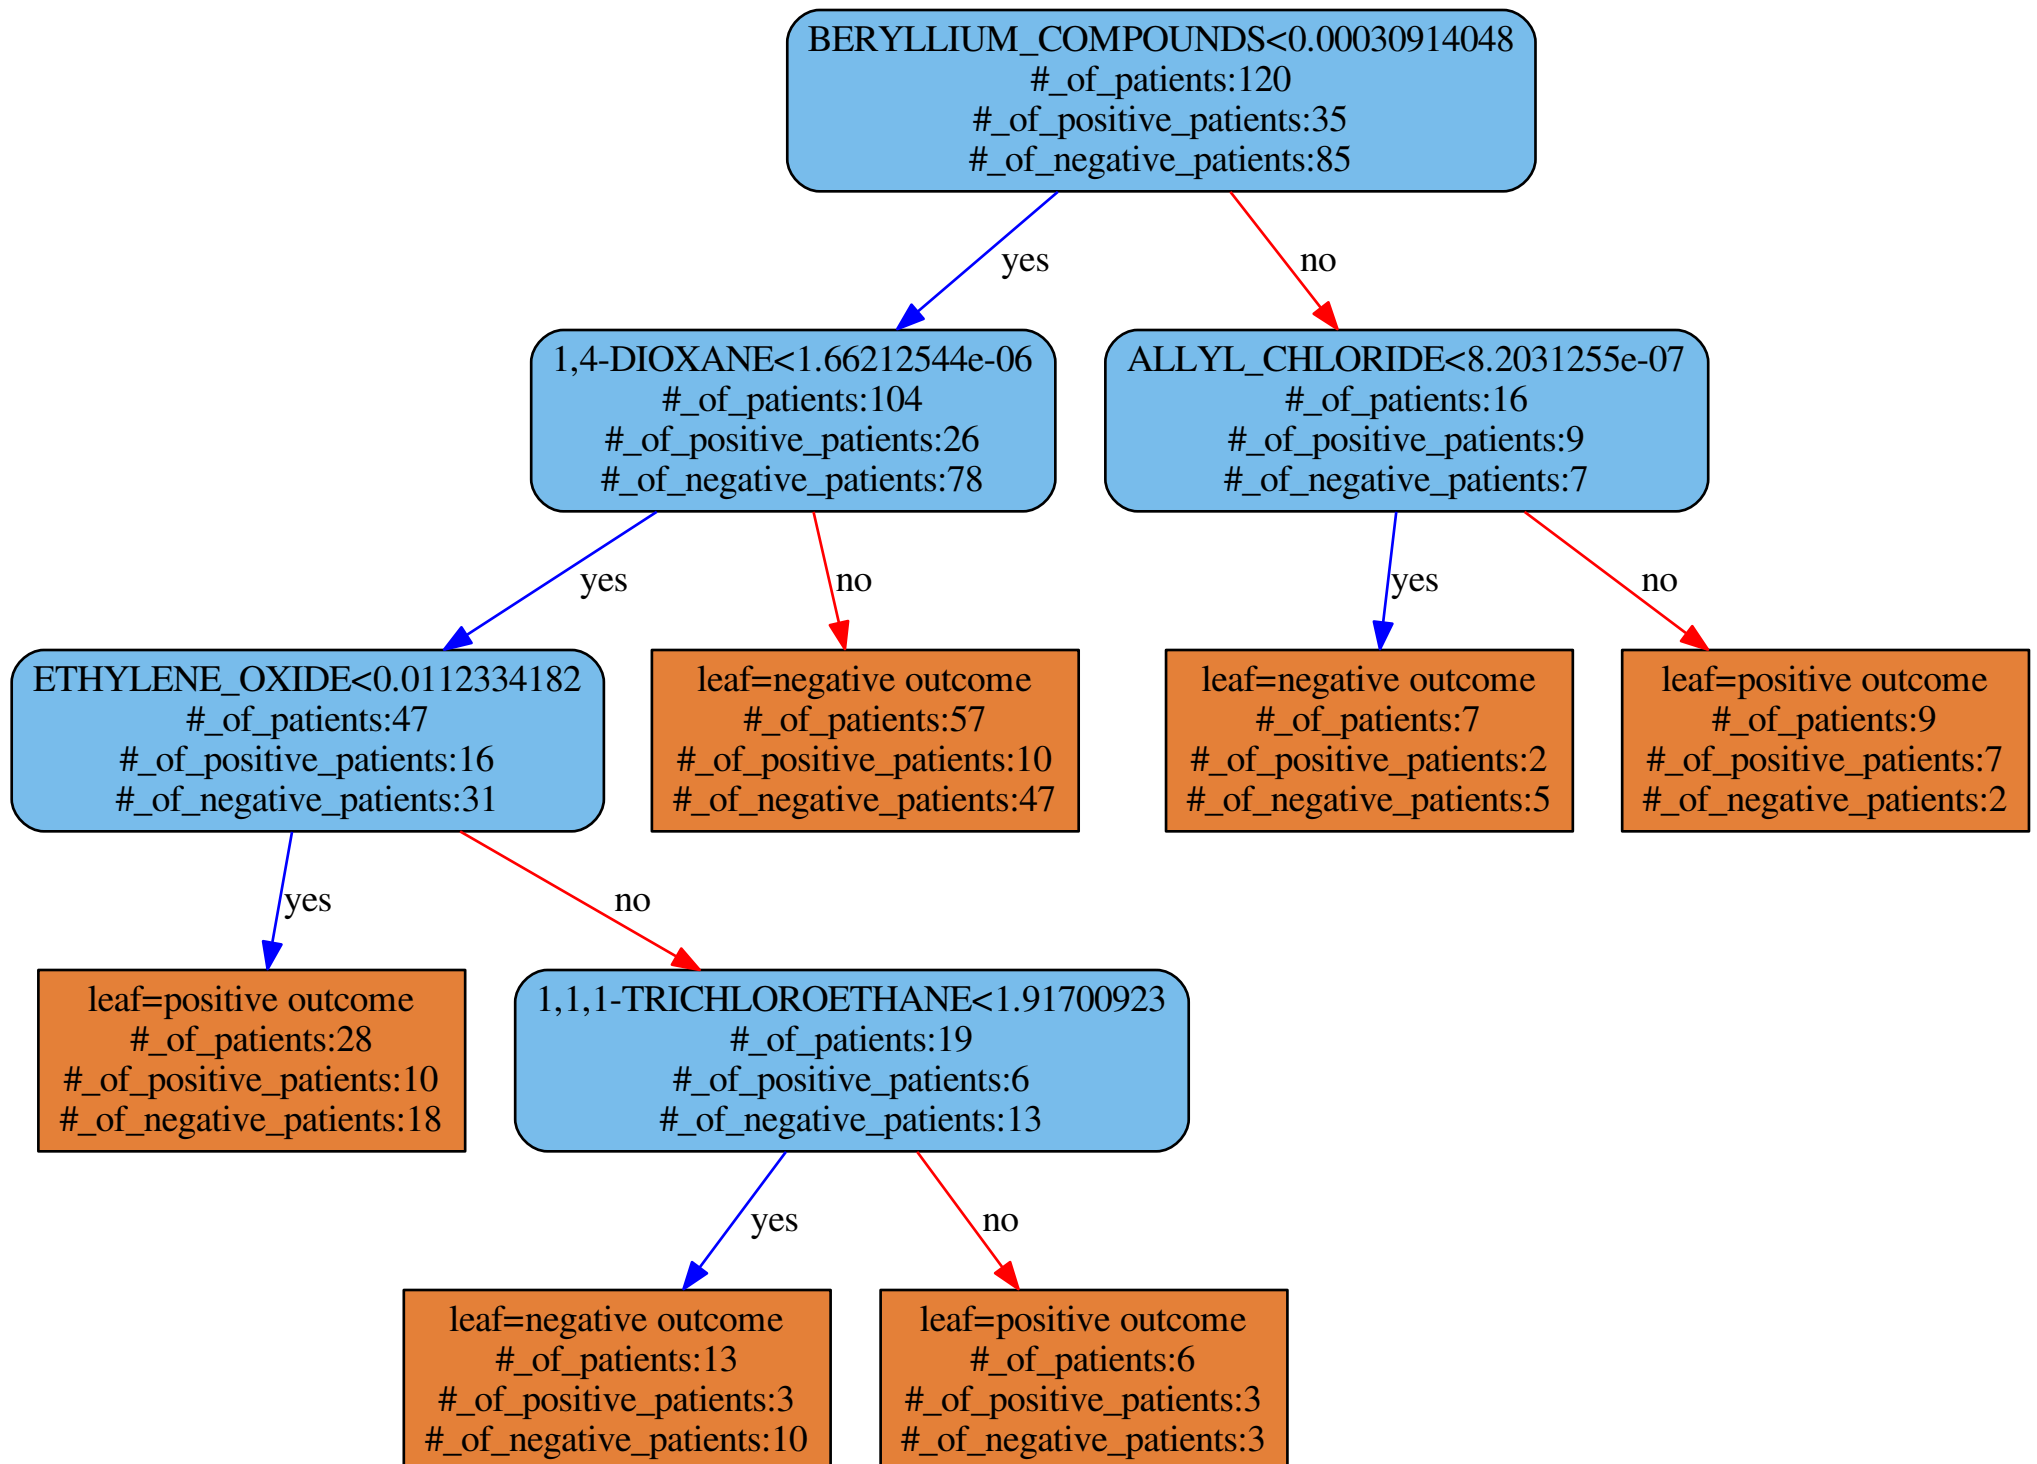 BERYLLIUM_COMPOUNDS<0.00030914048
#_of_patients:120
#_of_positive_patients:35
#_of_negative_patients:85
yes
no
1,4-DIOXANE<1.66212544e-06
#_of_patients:104
#_of_positive_patients:26
#_of_negative_patients:78
ALLYL_CHLORIDE<8.2031255e-07
#_of_patients:16
#_of_positive_patients:9
#_of_negative_patients:7
yes
no
yes
no
ETHYLENE_OXIDE<0.0112334182
#_of_patients:47
#_of_positive_patients:16
#_of_negative_patients:31
leaf=negative outcome
#_of_patients:57
#_of_positive_patients:10
#_of_negative_patients:47
leaf=negative outcome
#_of_patients:7
#_of_positive_patients:2
#_of_negative_patients:5
leaf=positive outcome
#_of_patients:9
#_of_positive_patients:7
#_of_negative_patients:2
yes
no
leaf=positive outcome
#_of_patients:28
#_of_positive_patients:10
#_of_negative_patients:18
1,1,1-TRICHLOROETHANE<1.91700923
#_of_patients:19
#_of_positive_patients:6
#_of_negative_patients:13
yes
no
leaf=negative outcome
#_of_patients:13
#_of_positive_patients:3
#_of_negative_patients:10
leaf=positive outcome
#_of_patients:6
#_of_positive_patients:3
#_of_negative_patients:3